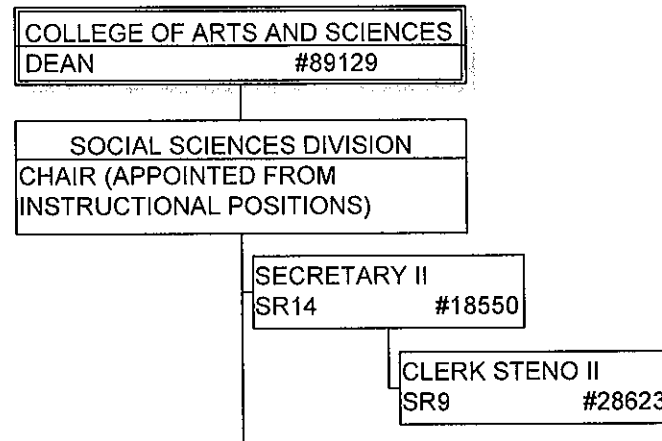 COLLEGE OF ARTS AND SCIENCES
DEAN #89129
SOCIAL SCIENCES DIVISION
CHAIR (APPOINTED FROM
INSTRUCTIONAL POSITIONS)
SECRETARY II
SR14 #18550
CLERK STENO II
SR9 #28623